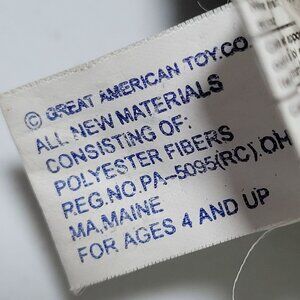 © GREAT AMERICAN TOY.CO.
ALL NEW MATERIALS
CONSISTING OF:
POLYESTER FIBERS
REG.NO.PA-5095(RC).OH
MA,MAINE
FOR AGES 4 AND UP